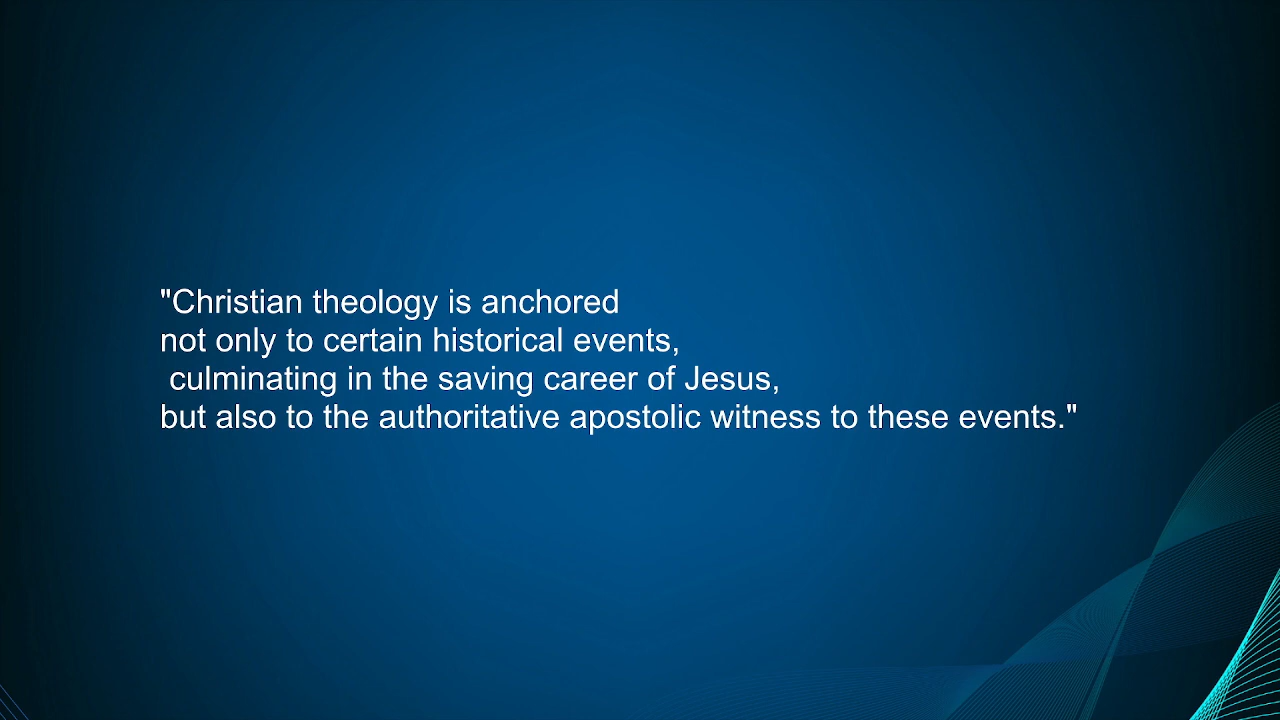 "Christian theology is anchored
not only to certain historical events,
culminating in the saving career of Jesus,
but also to the authoritative apostolic witness to these events."